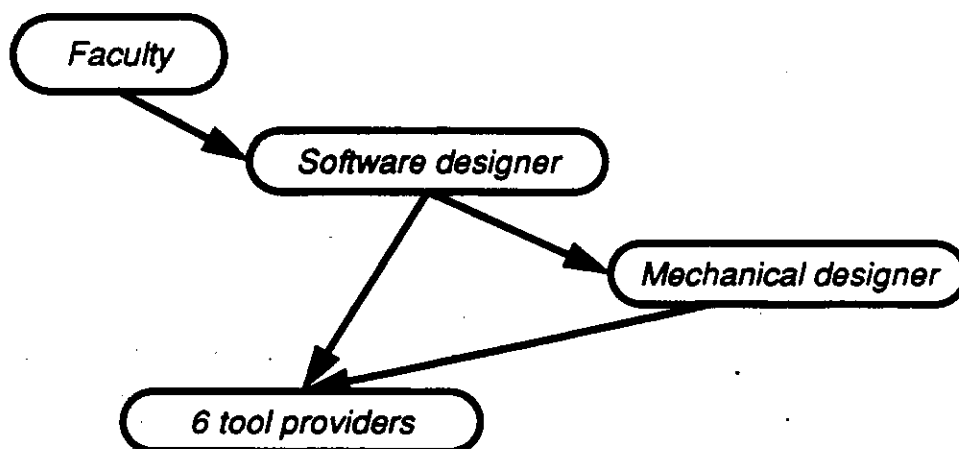 Faculty
Software designer
Mechanical designer
6 tool providers